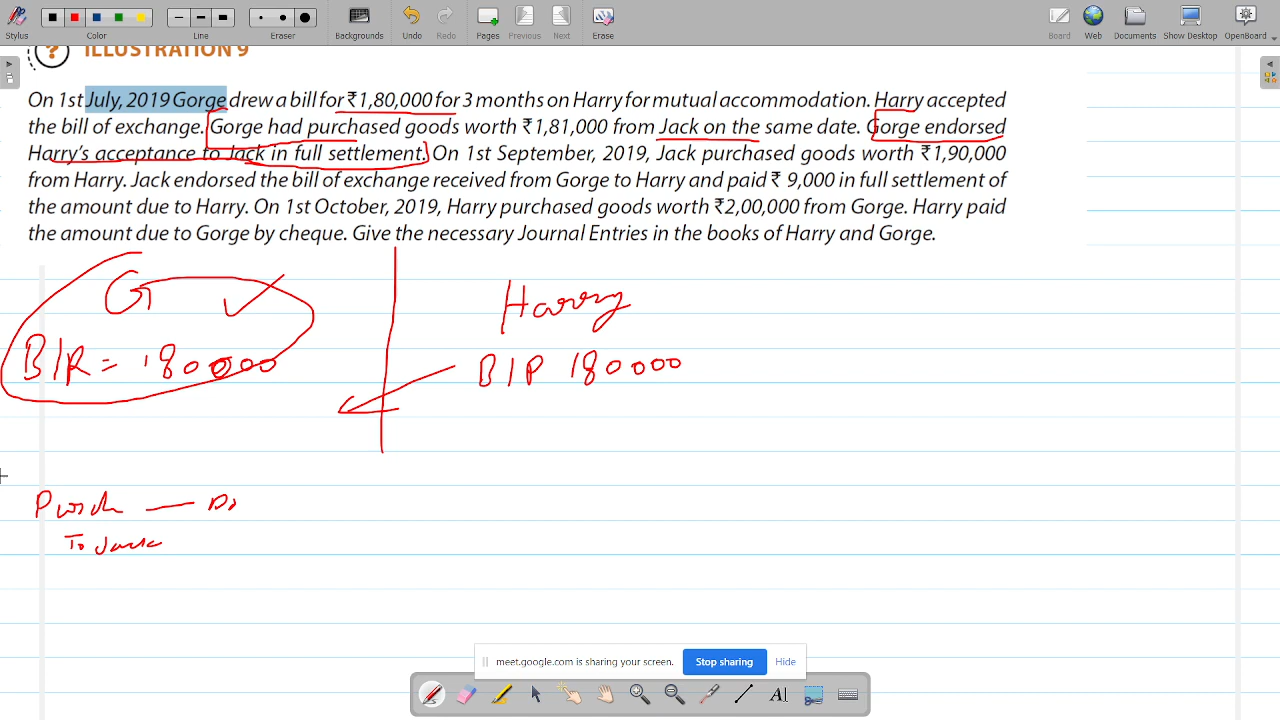 Stylus
Color
Line
Eraser
Backgrounds
Undo
Redo
Pages
Previous
Next
Erase
Board
Web
Documents
Show Desktop
OpenBoard
ILLUSTRATION 9
On 1st July, 2019 Gorge drew a bill for ₹1,80,000 for 3 months on Harry for mutual accommodation. Harry accepted
the bill of exchange. Gorge had purchased goods worth ₹1,81,000 from Jack on the same date. Gorge endorsed
Harry's acceptance to Jack in full settlement. On 1st September, 2019, Jack purchased goods worth ₹1,90,000
from Harry. Jack endorsed the bill of exchange received from Gorge to Harry and paid ₹ 9,000 in full settlement of
the amount due to Harry. On 1st October, 2019, Harry purchased goods worth ₹2,00,000 from Gorge. Harry paid
the amount due to Gorge by cheque. Give the necessary Journal Entries in the books of Harry and Gorge.
G
Harry
B/R = 180000
B/P 180000
Purch — Dr
To Jack
meet.google.com is sharing your screen.
Stop sharing
Hide